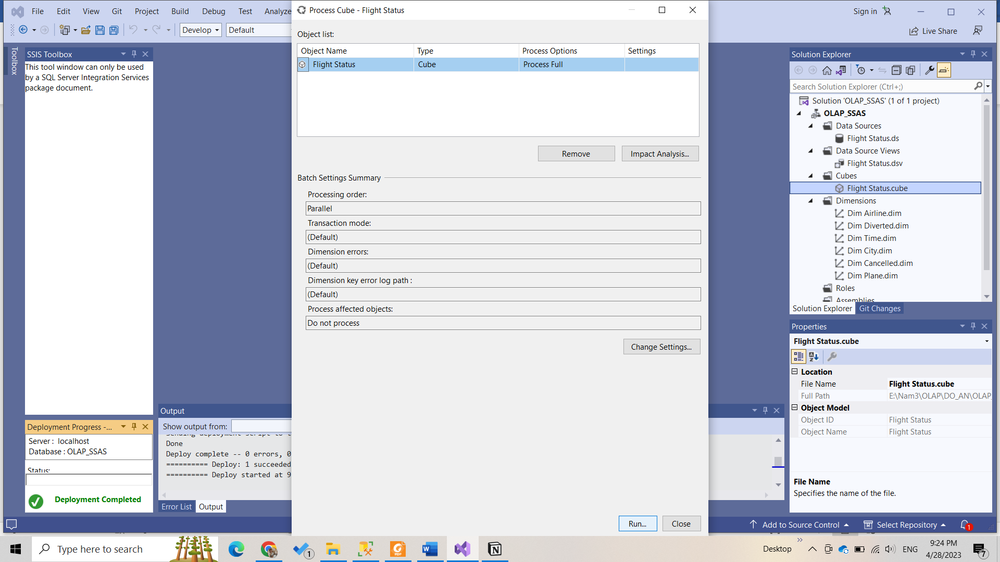 File Edit View Git Project Build Debug Test Analyze
Sign in
Develop Default
Live Share
Toolbox
SSIS Toolbox
This tool window can only be used
by a SQL Server Integration Services
package document.
Process Cube - Flight Status
Object list:
Object Name Type Process Options Settings
Flight Status Cube Process Full
Remove Impact Analysis...
Batch Settings Summary
Processing order:
Parallel
Transaction mode:
(Default)
Dimension errors:
(Default)
Dimension key error log path :
(Default)
Process affected objects:
Do not process
Change Settings...
Run... Close
Solution Explorer
Search Solution Explorer (Ctrl+;)
Solution 'OLAP_SSAS' (1 of 1 project)
OLAP_SSAS
Data Sources
Flight Status.ds
Data Source Views
Flight Status.dsv
Cubes
Flight Status.cube
Dimensions
Dim Airline.dim
Dim Diverted.dim
Dim Time.dim
Dim City.dim
Dim Cancelled.dim
Dim Plane.dim
Roles
Assemblies
Solution Explorer Git Changes
Properties
Flight Status.cube
Location
File Name Flight Status.cube
Full Path E:\Nam3\OLAP\DO_AN\OLAP_
Object Model
Object ID Flight Status
Object Name Flight Status
File Name
Specifies the name of the file.
Output
Show output from:
Sending deployment script to t
Done
Deploy complete -- 0 errors, 0
========== Deploy: 1 succeeded
========== Deploy started at 9
Error List Output
Deployment Progress -...
Server : localhost
Database : OLAP_SSAS
Status:
Deployment Completed
Add to Source Control Select Repository 1
Type here to search
1
PDF
Desktop
ENG
9:24 PM
4/28/2023
7